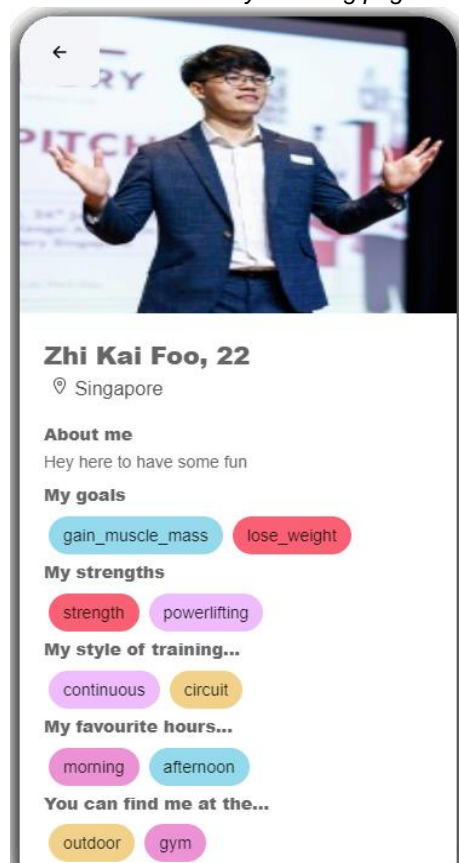 RY
PITCH
Zhi Kai Foo, 22
Singapore
About me
Hey here to have some fun
My goals
gain_muscle_mass lose_weight
My strengths
strength powerlifting
My style of training...
continuous circuit
My favourite hours...
morning afternoon
You can find me at the...
outdoor gym